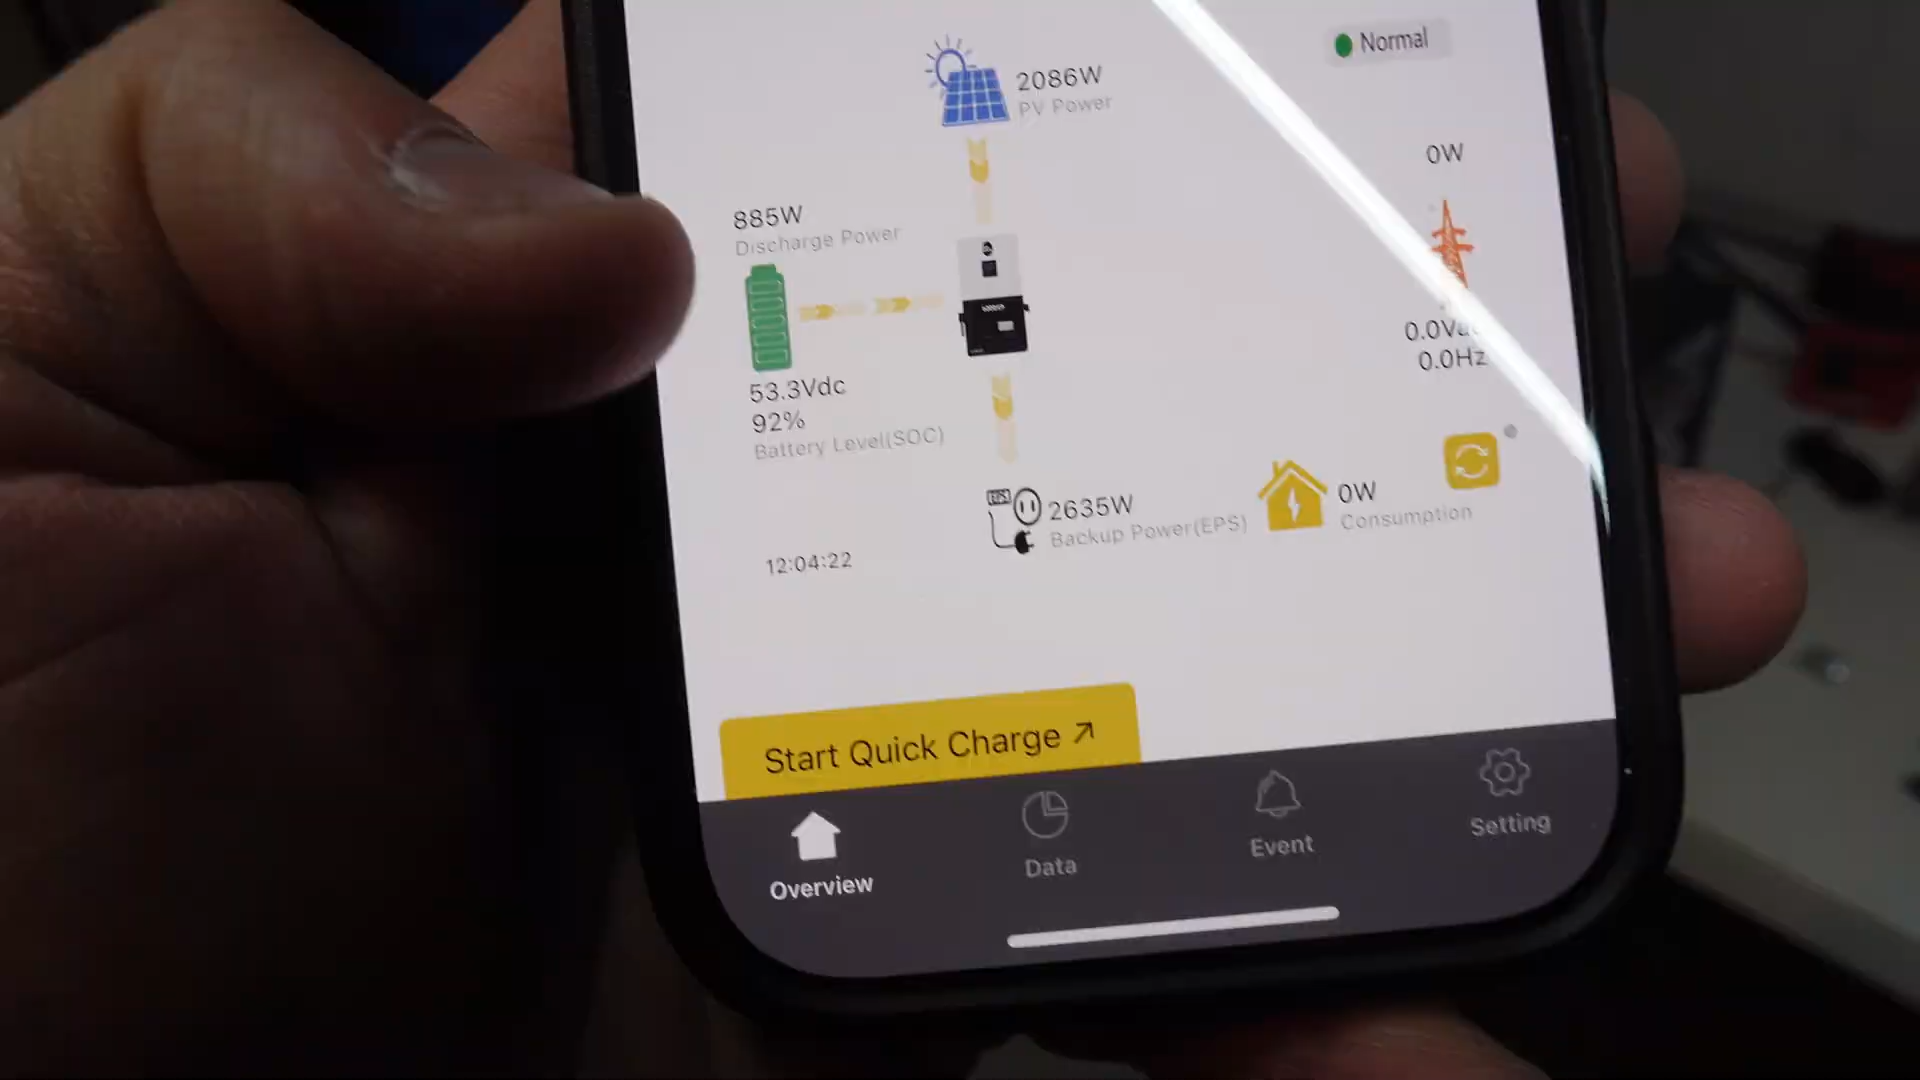 Normal
2086W
PV Power
0W
885W
Discharge Power
0.0Va
0.0Hz
53.3Vdc
92%
Battery Level(SOC)
EPS
2635W
Backup Power(EPS)
0W
Consumption
12:04:22
Start Quick Charge
Overview
Data
Event
Setting